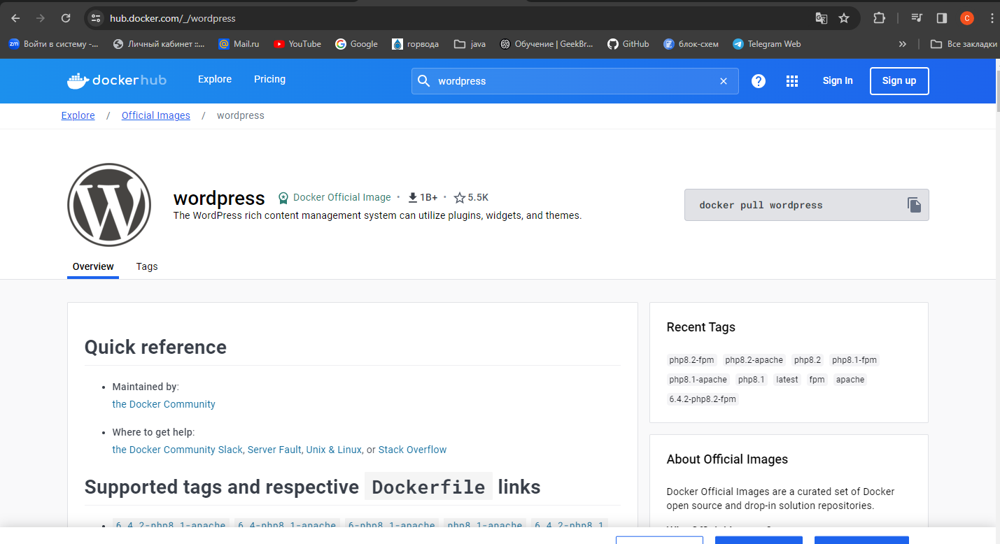 hub.docker.com/_/wordpress
C
zm Войти в систему -... Личный кабинет ::... Mail.ru YouTube Google горвода java Обучение | GeekBr... GitHub блок-схем Telegram Web » Все закладки
dockerhub Explore Pricing wordpress Sign In Sign up
Explore / Official Images / wordpress
wordpress Docker Official Image · 1B+ · 5.5K
The WordPress rich content management system can utilize plugins, widgets, and themes.
docker pull wordpress
Overview Tags
Quick reference
• Maintained by:
the Docker Community
• Where to get help:
the Docker Community Slack, Server Fault, Unix & Linux, or Stack Overflow
Supported tags and respective Dockerfile links
• 6.4.2-php8.1-apache 6.4-php8.1-apache 6-php8.1-apache php8.1-apache 6.4.2-php8.1
Recent Tags
php8.2-fpm php8.2-apache php8.2 php8.1-fpm
php8.1-apache php8.1 latest fpm apache
6.4.2-php8.2-fpm
About Official Images
Docker Official Images are a curated set of Docker
open source and drop-in solution repositories.